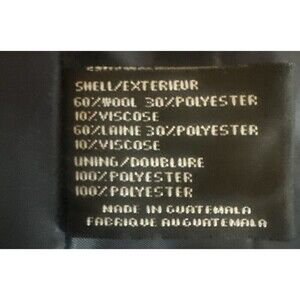 SHELL/EXTERIEUR
60%WOOL 30%POLYESTER
10%VISCOSE
60%LAINE 30%POLYESTER
10%VISCOSE
LINING/DOUBLURE
100%POLYESTER
100%POLYESTER
MADE IN GUATEMALA
FABRIQUE AU GUATEMALA